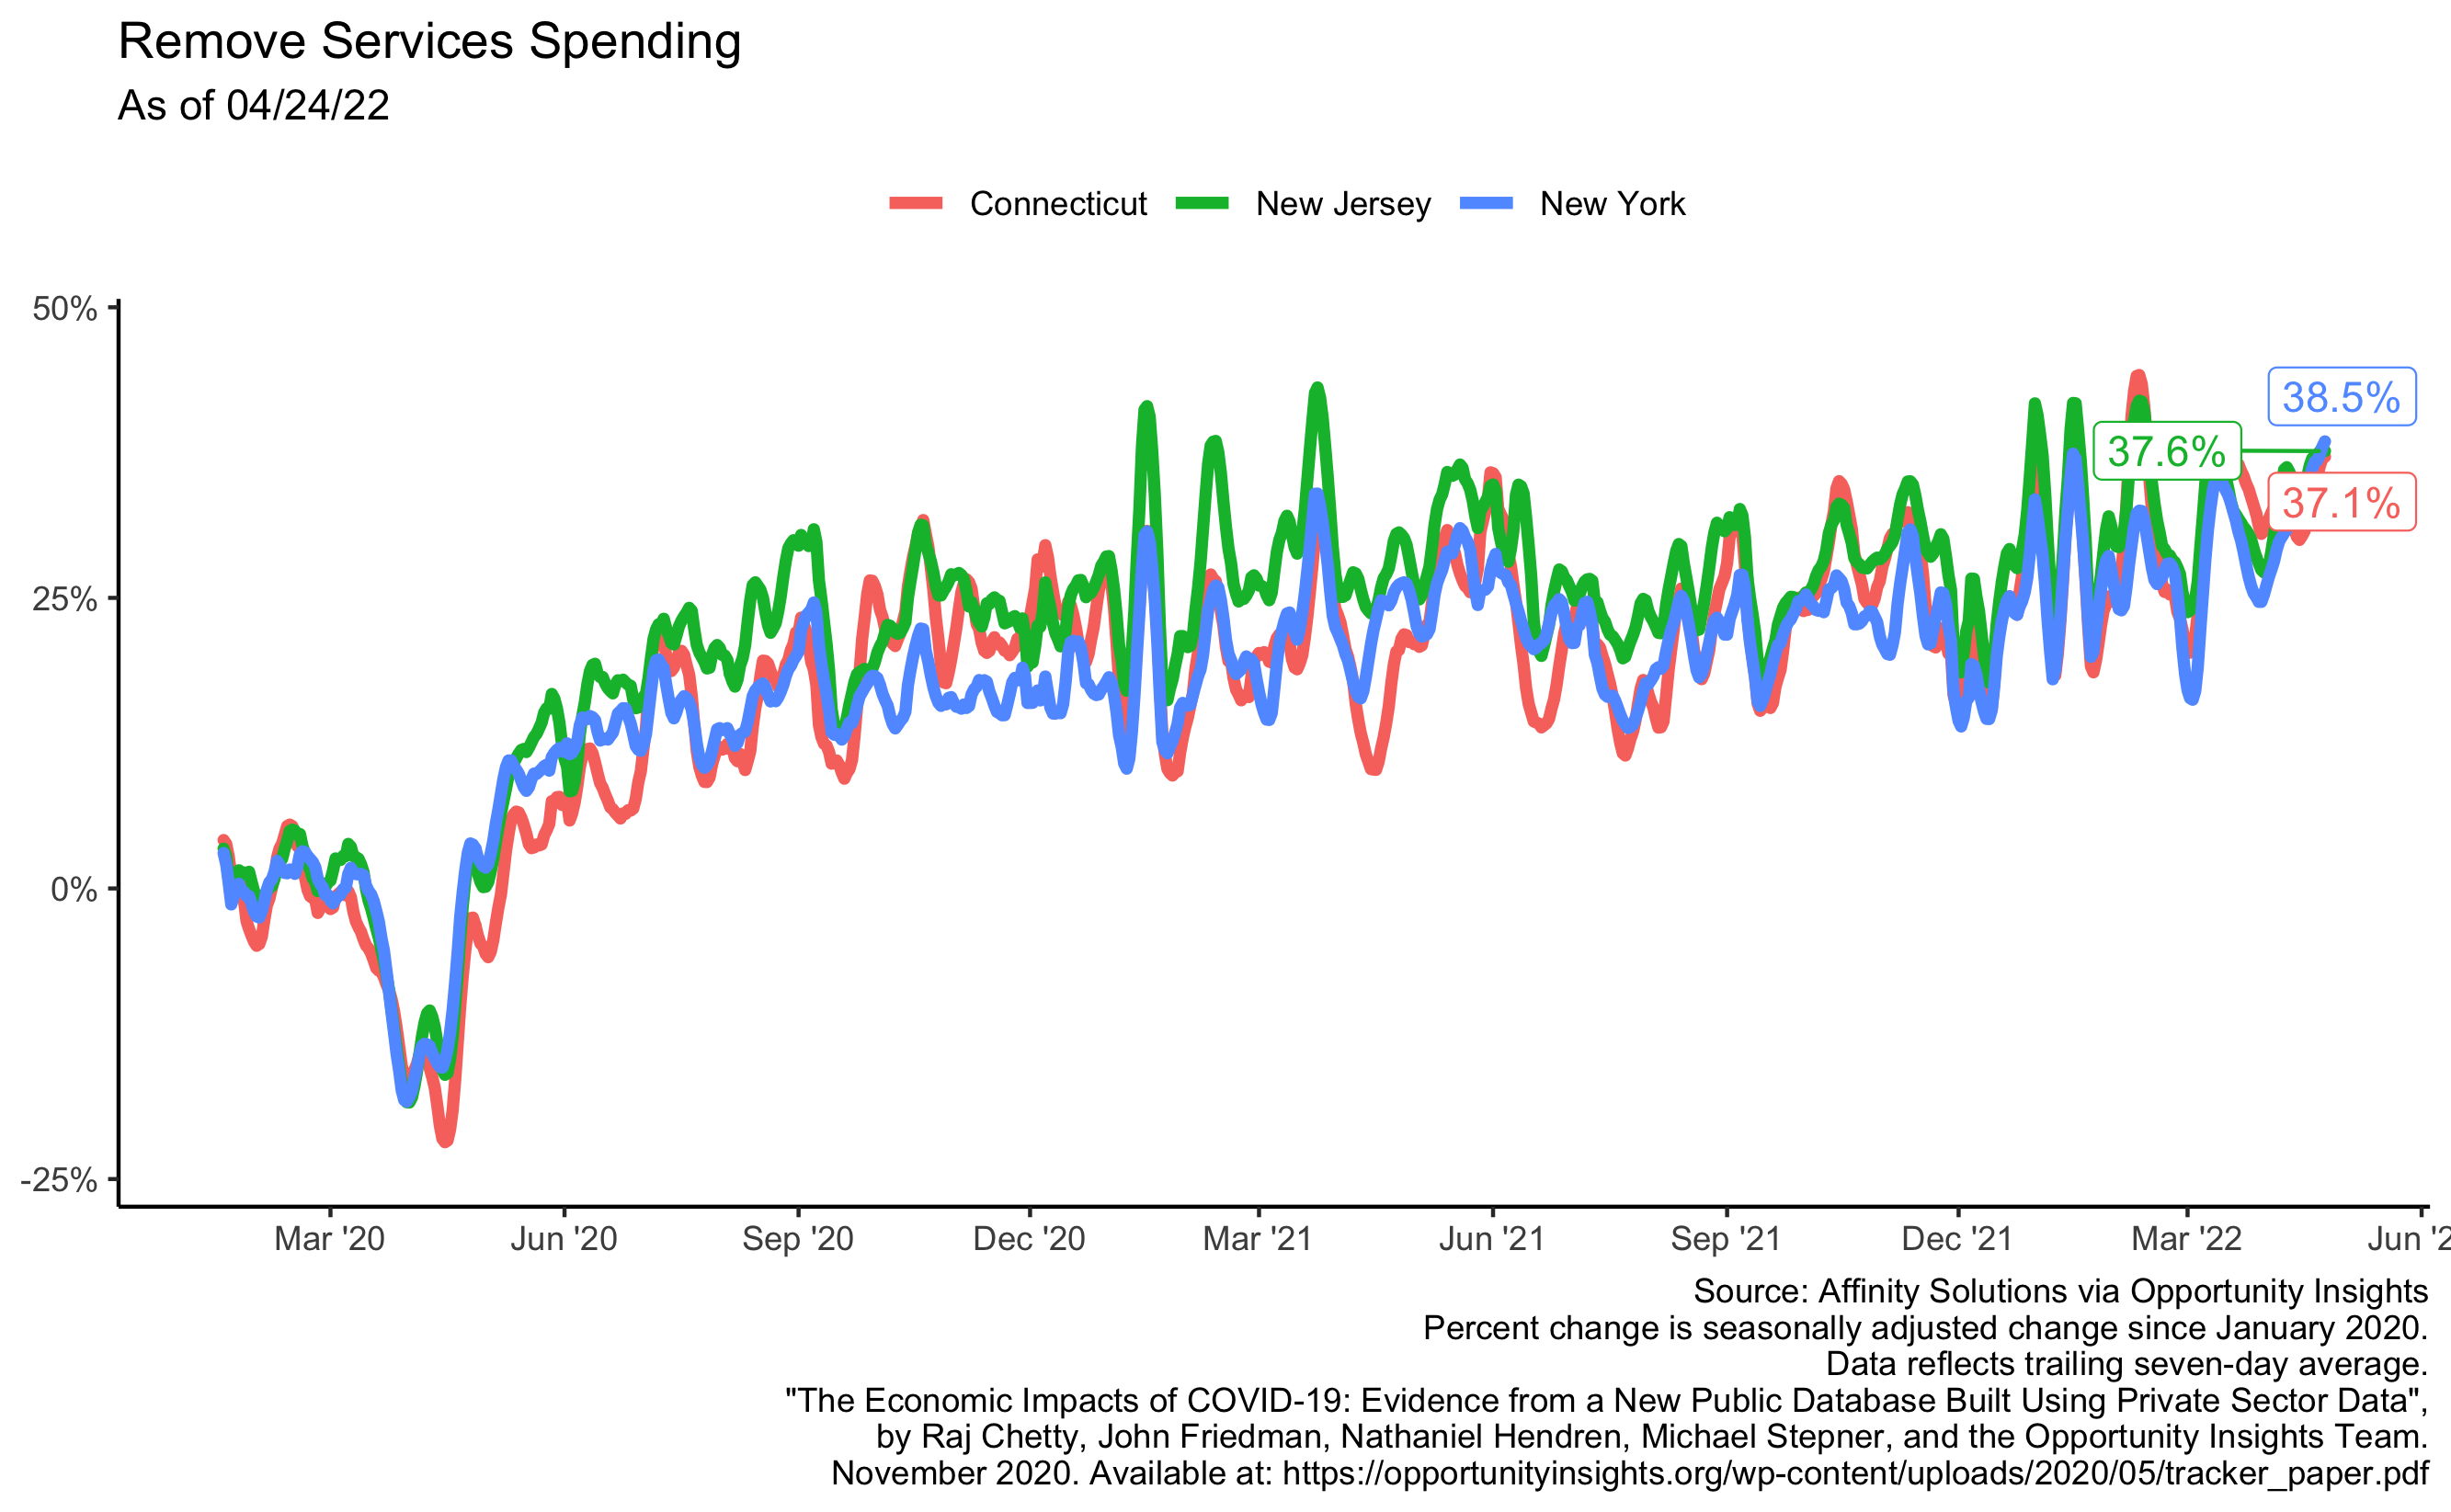 Remove Services Spending
As of 04/24/22
Connecticut New Jersey New York
50%
25%
0%
-25%
38.5%
37.6%
37.1%
Mar '20 Jun '20 Sep '20 Dec '20 Mar '21 Jun '21 Sep '21 Dec '21 Mar '22 Jun '2
Source: Affinity Solutions via Opportunity Insights
Percent change is seasonally adjusted change since January 2020.
Data reflects trailing seven-day average.
"The Economic Impacts of COVID-19: Evidence from a New Public Database Built Using Private Sector Data",
by Raj Chetty, John Friedman, Nathaniel Hendren, Michael Stepner, and the Opportunity Insights Team.
November 2020. Available at: https://opportunityinsights.org/wp-content/uploads/2020/05/tracker_paper.pdf